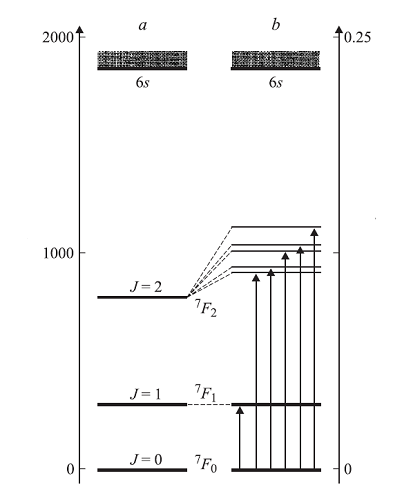 a b
2000 0.25
6s 6s
1000
J = 2
⁷F₂
J = 1 ⁷F₁
J = 0 ⁷F₀
0 0